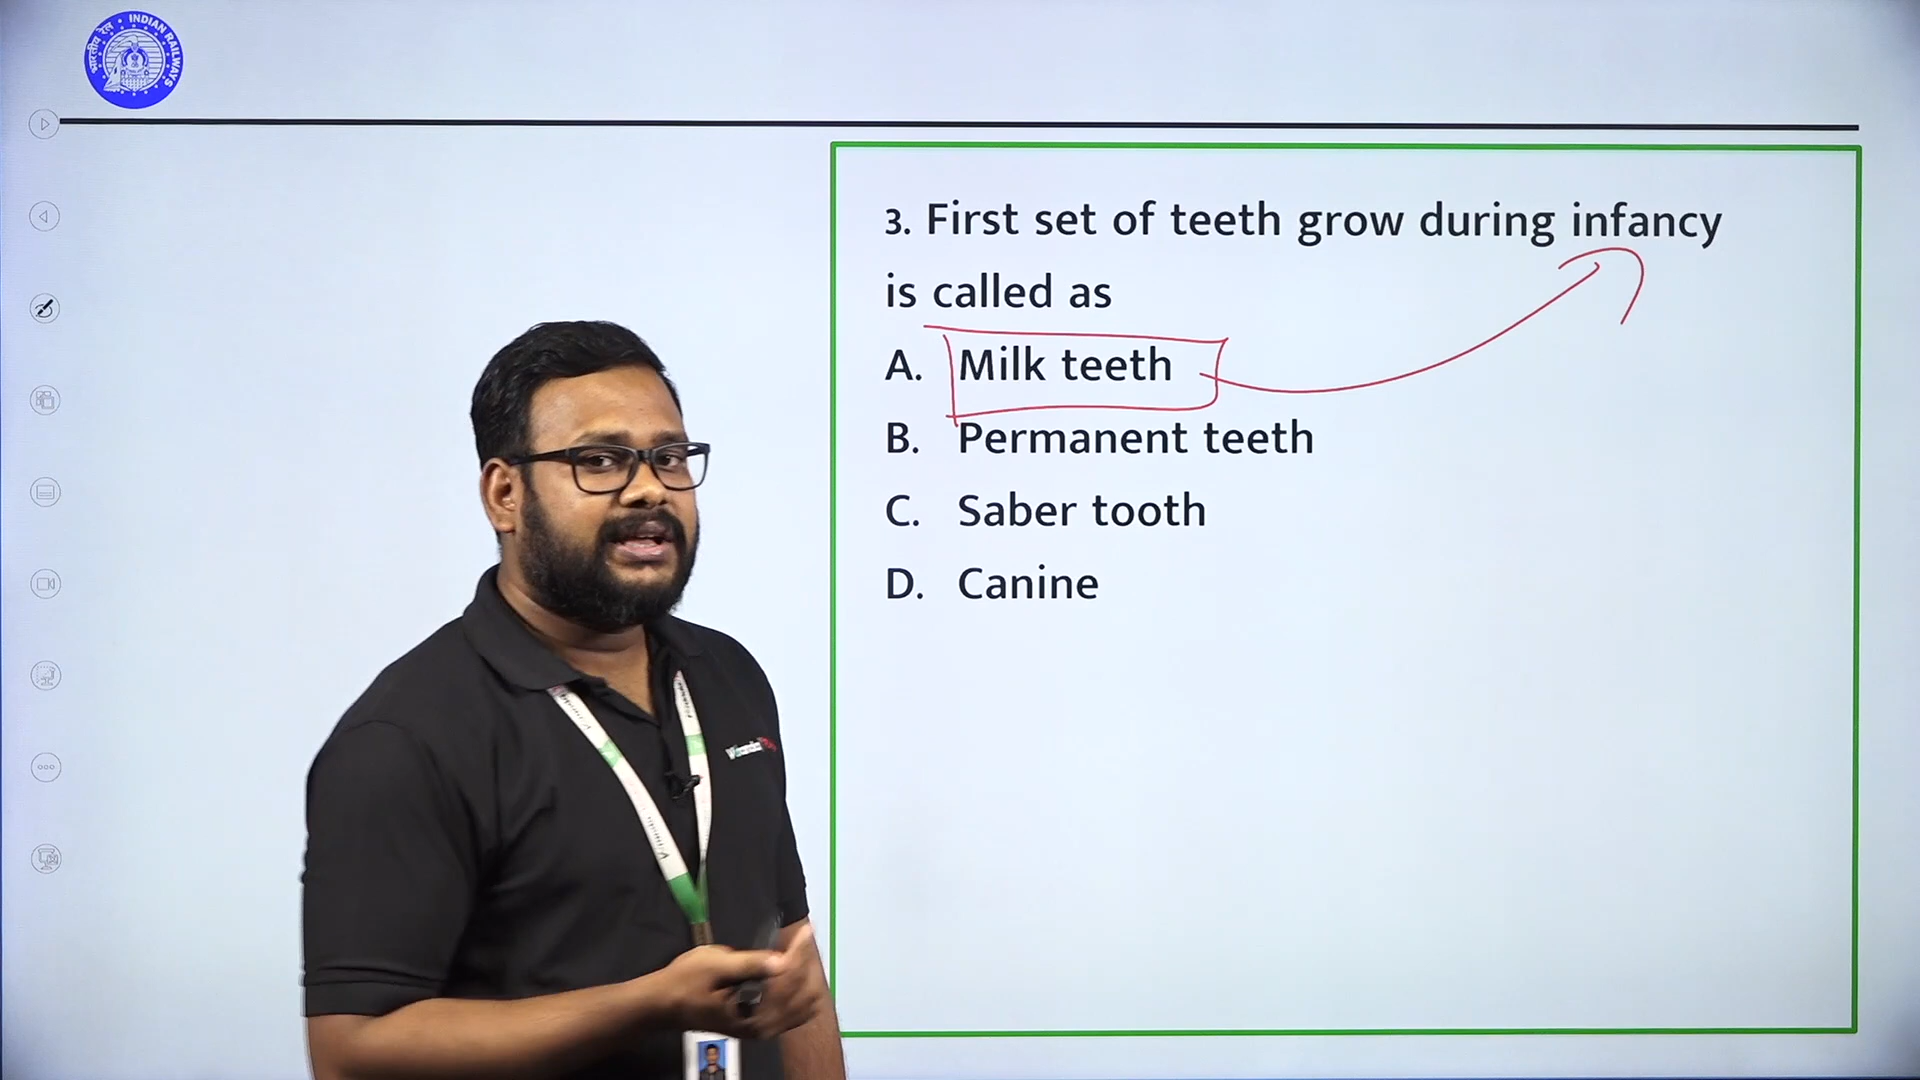 भारतीय रेल • INDIAN RAILWAYS
3. First set of teeth grow during infancy
is called as
A. Milk teeth
B. Permanent teeth
C. Saber tooth
D. Canine